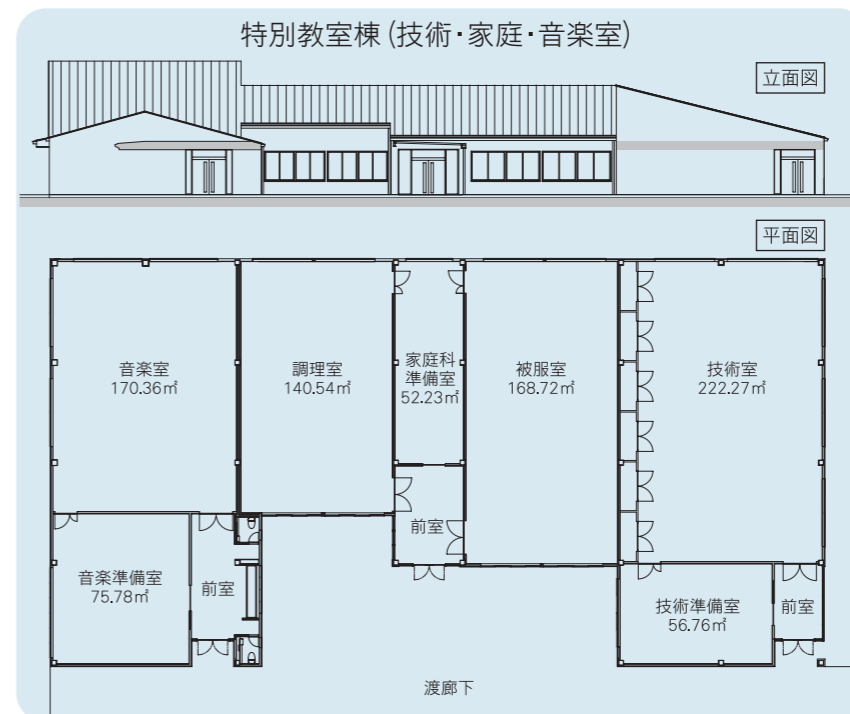 特別教室棟(技術・家庭・音楽室)
立面図
平面図
音楽室
170.36㎡
調理室
140.54㎡
家庭科
準備室
52.23㎡
被服室
168.72㎡
技術室
222.27㎡
前室
音楽準備室
75.78㎡
前室
技術準備室
56.76㎡
前室
渡廊下